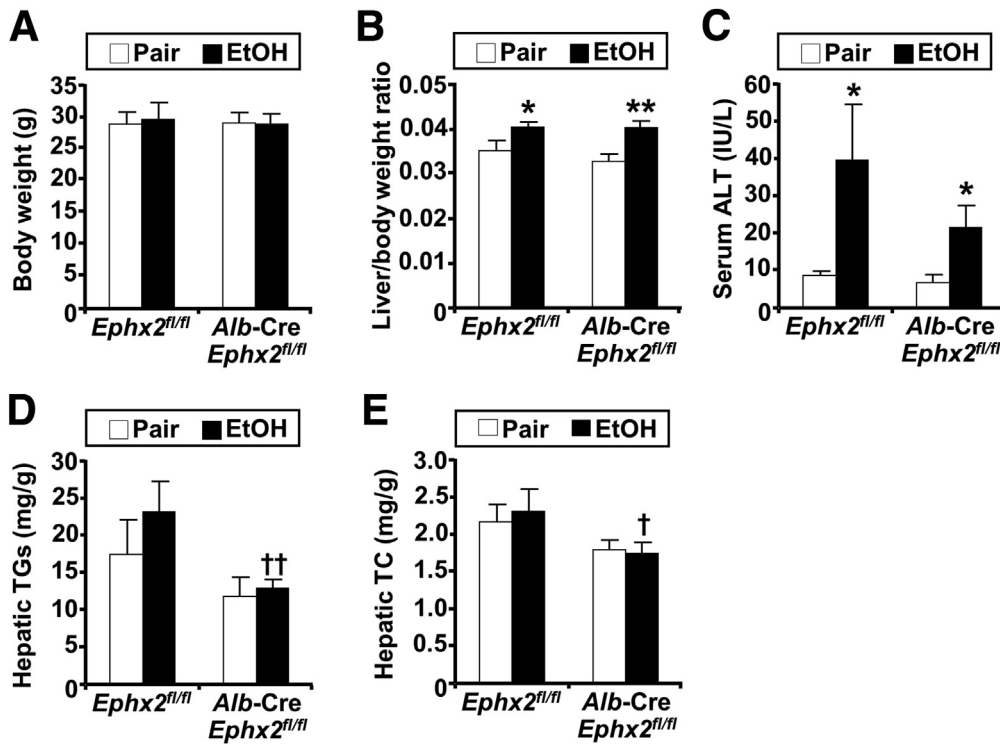 A
Pair EtOH
Body weight (g)
35
30
25
20
15
10
5
0
Ephx2fl/fl
Alb-Cre
Ephx2fl/fl
B
Pair EtOH
Liver/body weight ratio
0.05
0.04
0.03
0.02
0.01
0
*
**
Ephx2fl/fl
Alb-Cre
Ephx2fl/fl
C
Pair EtOH
Serum ALT (IU/L)
60
50
40
30
20
10
0
*
*
Ephx2fl/fl
Alb-Cre
Ephx2fl/fl
D
Pair EtOH
Hepatic TGs (mg/g)
30
25
20
15
10
5
0
††
Ephx2fl/fl
Alb-Cre
Ephx2fl/fl
E
Pair EtOH
Hepatic TC (mg/g)
3.0
2.5
2.0
1.5
1.0
0.5
0
†
Ephx2fl/fl
Alb-Cre
Ephx2fl/fl